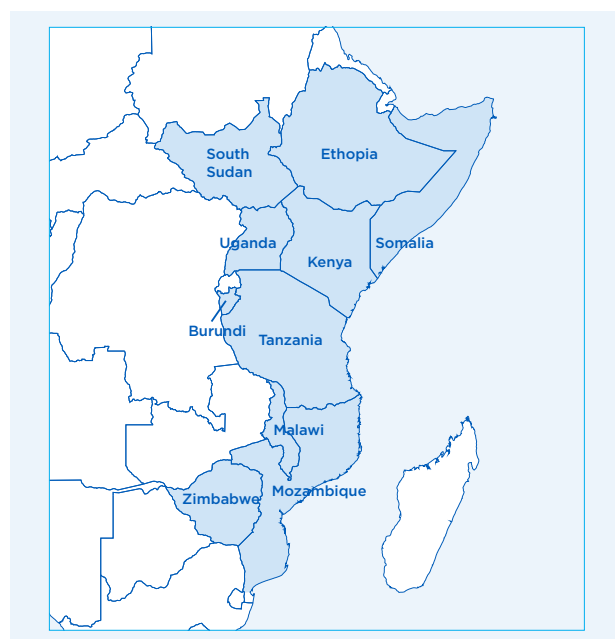 South
Sudan
Ethopia
Uganda
Kenya
Somalia
Burundi
Tanzania
Malawi
Zimbabwe
Mozambique